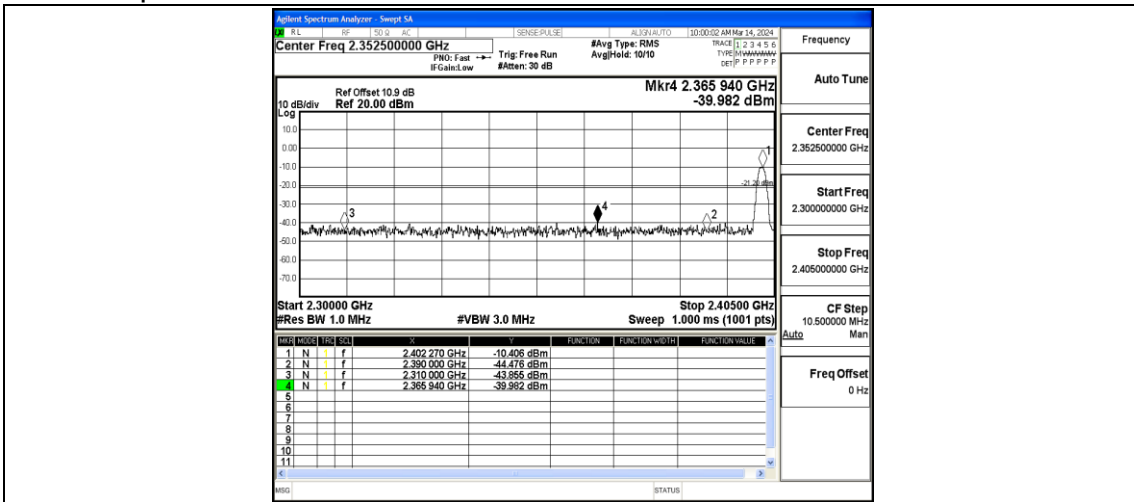 Agilent Spectrum Analyzer - Swept SA
RL RF 50 Ω AC SENSE:PULSE ALIGN AUTO 10:00:02 AM Mar 14, 2024
Center Freq 2.352500000 GHz
PNO: Fast
IFGain:Low
Trig: Free Run
#Atten: 30 dB
#Avg Type: RMS
Avg|Hold: 10/10
TRACE 1 2 3 4 5 6
TYPE M
DET P P P P P P
Frequency
Auto Tune
Mkr4 2.365 940 GHz
-39.982 dBm
Ref Offset 10.9 dB
10 dB/div Ref 20.00 dBm
Log
10.0
0.00
-10.0
-20.0
-30.0
-40.0
-50.0
-60.0
-70.0
1
-21.20 dBm
3
4
2
Center Freq
2.352500000 GHz
Start Freq
2.300000000 GHz
Stop Freq
2.405000000 GHz
CF Step
10.500000 MHz
Auto Man
Freq Offset
0 Hz
Start 2.30000 GHz Stop 2.40500 GHz
#Res BW 1.0 MHz #VBW 3.0 MHz Sweep 1.000 ms (1001 pts)
MKR MODE TRC SCL X Y FUNCTION FUNCTION WIDTH FUNCTION VALUE
1 N 1 f 2.402 270 GHz -10.406 dBm
2 N 1 f 2.390 000 GHz -44.476 dBm
3 N 1 f 2.310 000 GHz -43.855 dBm
4 N 1 f 2.365 940 GHz -39.982 dBm
5
6
7
8
9
10
11
MSG STATUS